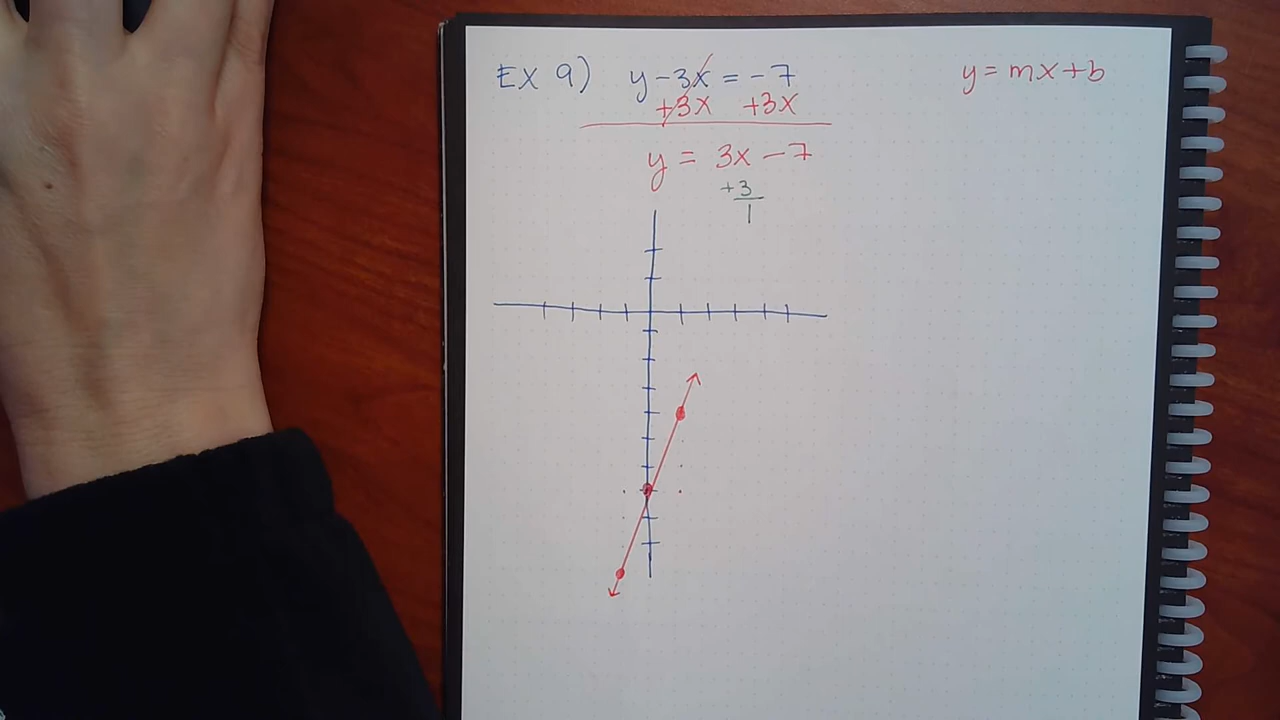 EX 9) y - 3x = -7 y = mx + b
+3x +3x
y = 3x - 7
+3
1